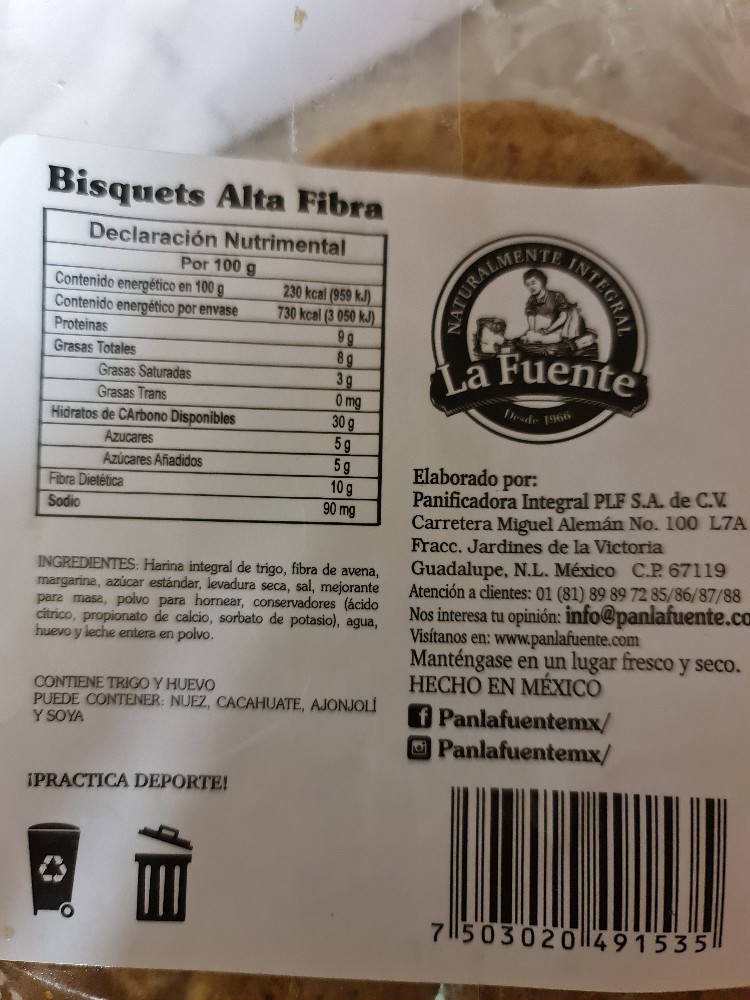 Bisquets Alta Fibra
Declaración Nutrimental
Por 100 g
Contenido energético en 100 g 230 kcal (959 kJ)
Contenido energético por envase 730 kcal (3 050 kJ)
Proteinas 9 g
Grasas Totales 8 g
Grasas Saturadas 3 g
Grasas Trans 0 mg
Hidratos de CArbono Disponibles 30 g
Azucares 5 g
Azúcares Añadidos 5 g
Fibra Dietética 10 g
Sodio 90 mg
INGREDIENTES: Harina integral de trigo, fibra de avena,
margarina, azúcar estándar, levadura seca, sal, mejorante
para masa, polvo para hornear, conservadores (ácido
cítrico, propionato de calcio, sorbato de potasio), agua,
huevo y leche entera en polvo.
CONTIENE TRIGO Y HUEVO
PUEDE CONTENER: NUEZ, CACAHUATE, AJONJOLÍ
Y SOYA
¡PRACTICA DEPORTE!
NATURALMENTE INTEGRAL
La Fuente
Desde 1966
Elaborado por:
Panificadora Integral PLF S.A. de C.V.
Carretera Miguel Alemán No. 100 L7A
Fracc. Jardines de la Victoria
Guadalupe, N.L. México C.P. 67119
Atención a clientes: 01 (81) 89 89 72 85/86/87/88
Nos interesa tu opinión: info@panlafuente.co
Visítanos en: www.panlafuente.com
Manténgase en un lugar fresco y seco.
HECHO EN MÉXICO
Panlafuentemx/
Panlafuentemx/
7 503020 491535